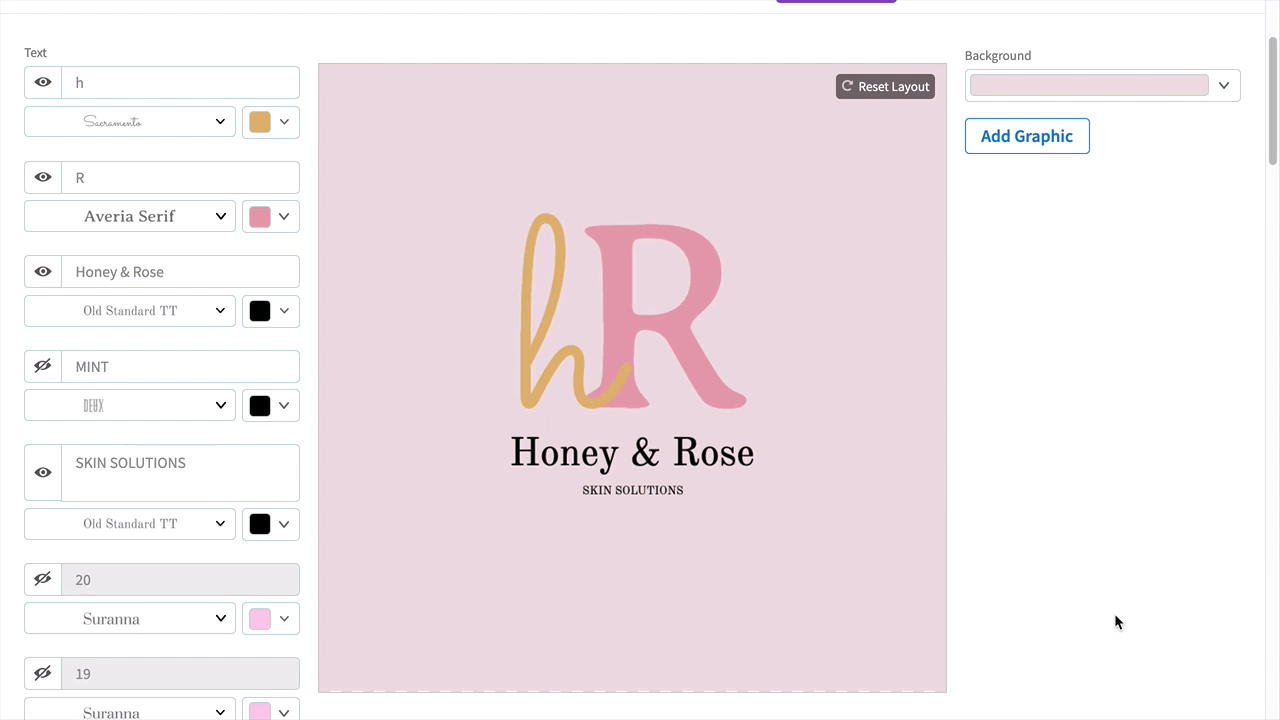 Text
h
Sacramento
R
Averia Serif
Honey & Rose
Old Standard TT
MINT
DEUX
SKIN SOLUTIONS
Old Standard TT
20
Suranna
19
Suranna
Reset Layout
hR
Honey & Rose
SKIN SOLUTIONS
Background
Add Graphic